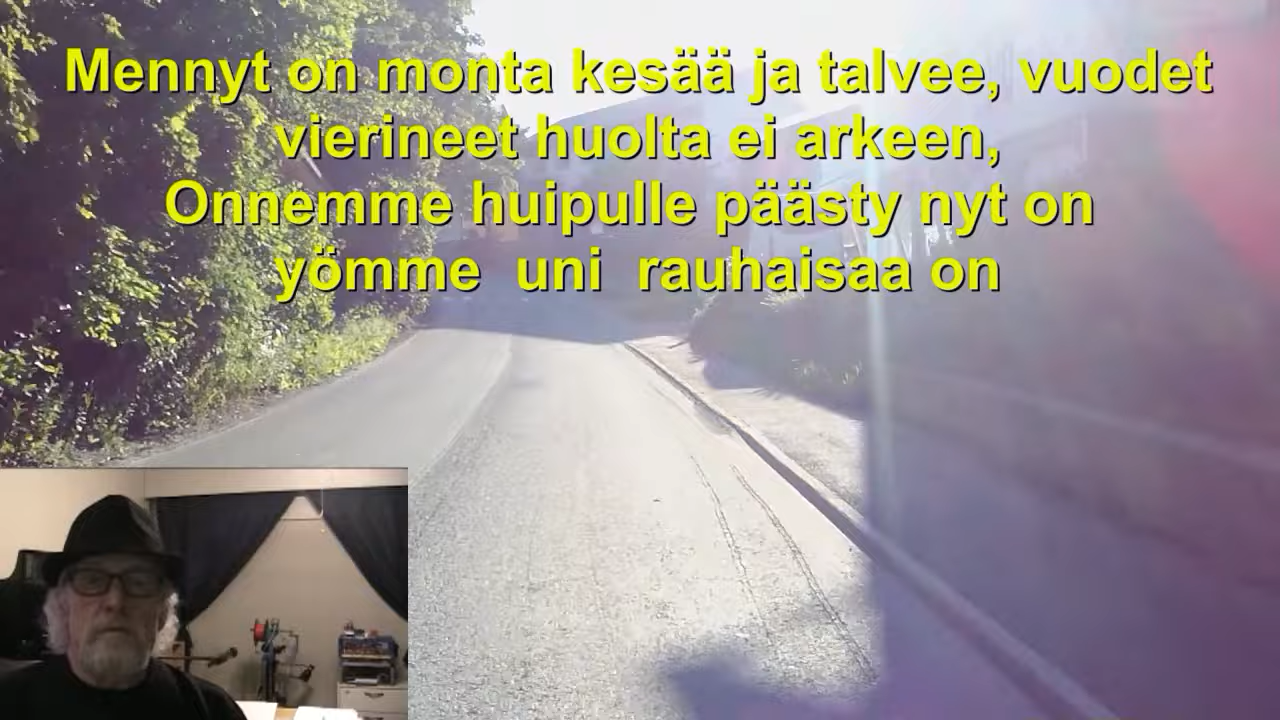 Mennyt on monta kesää ja talvee, vuodet
vierineet huolta ei arkeen,
Onnemme huipulle päästy nyt on
yömme uni rauhaisaa on